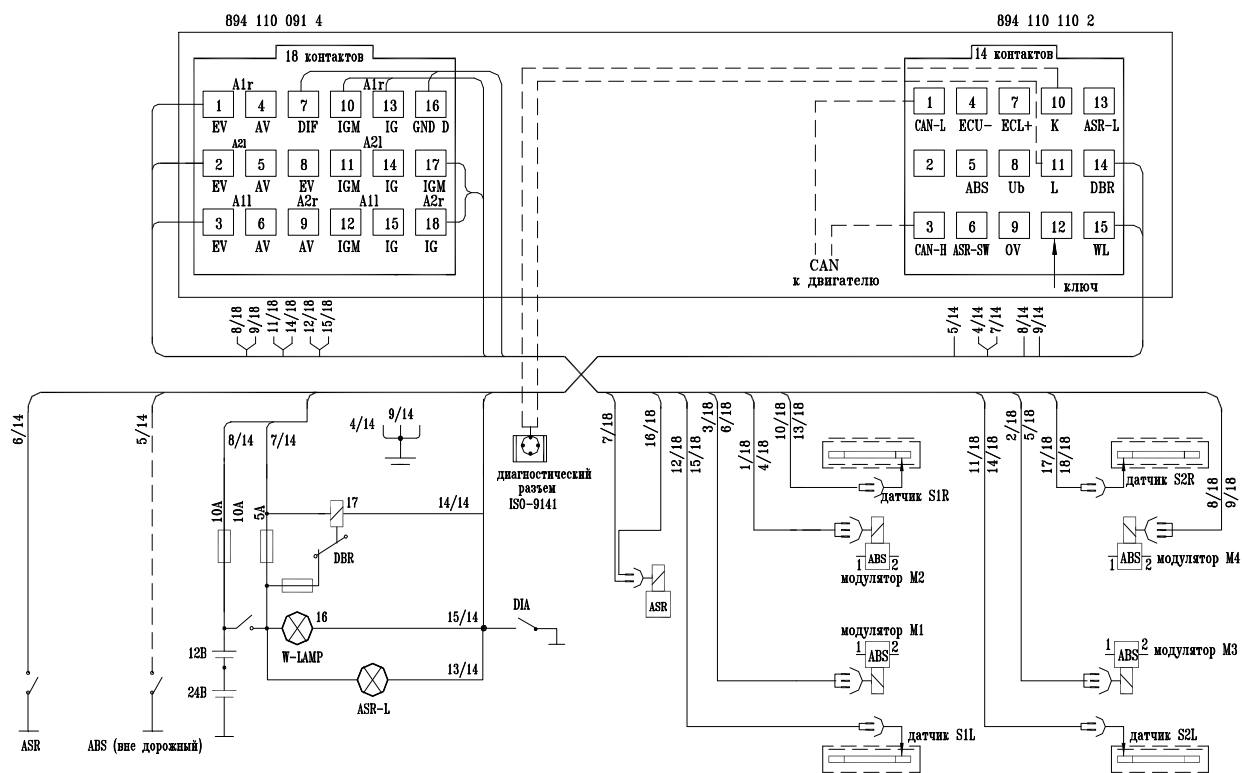 894 110 091 4
894 110 110 2
18 контактов
14 контактов
A1r A1r
1 4 7 10 13 16
EV AV DIF IGM IG GND D
A2l A2l
2 5 8 11 14 17
EV AV EV IGM IG IGM
A1l A2r A1l A2r
3 6 9 12 15 18
EV AV AV IGM IG IG
1 4 7 10 13
CAN-L ECU- ECL+ K ASR-L
2 5 8 11 14
ABS Ub L DBR
3 6 9 12 15
CAN-H ASR-SW OV WL
CAN
к двигателю
ключ
8/18
9/18
11/18
14/18
12/18
15/18
5/14
4/14
7/14
8/14
9/14
6/14
5/14
8/14
7/14
4/14
9/14
диагностический
разъем
ISO-9141
7/18
16/18
12/18
15/18
3/18
6/18
1/18
4/18
10/18
13/18
11/18
14/18
2/18
5/18
17/18
18/18
8/18
9/18
датчик S1R
датчик S2R
10A
10A
5A
17
14/14
DBR
1 ABS 2
модулятор M2
1 ABS 2
модулятор M4
ASR
16
15/14
DIA
W-LAMP
13/14
ASR-L
12В
24В
модулятор M1
1 ABS 2
1 ABS 2
модулятор M3
датчик S1L
датчик S2L
ASR
ABS (вне дорожный)